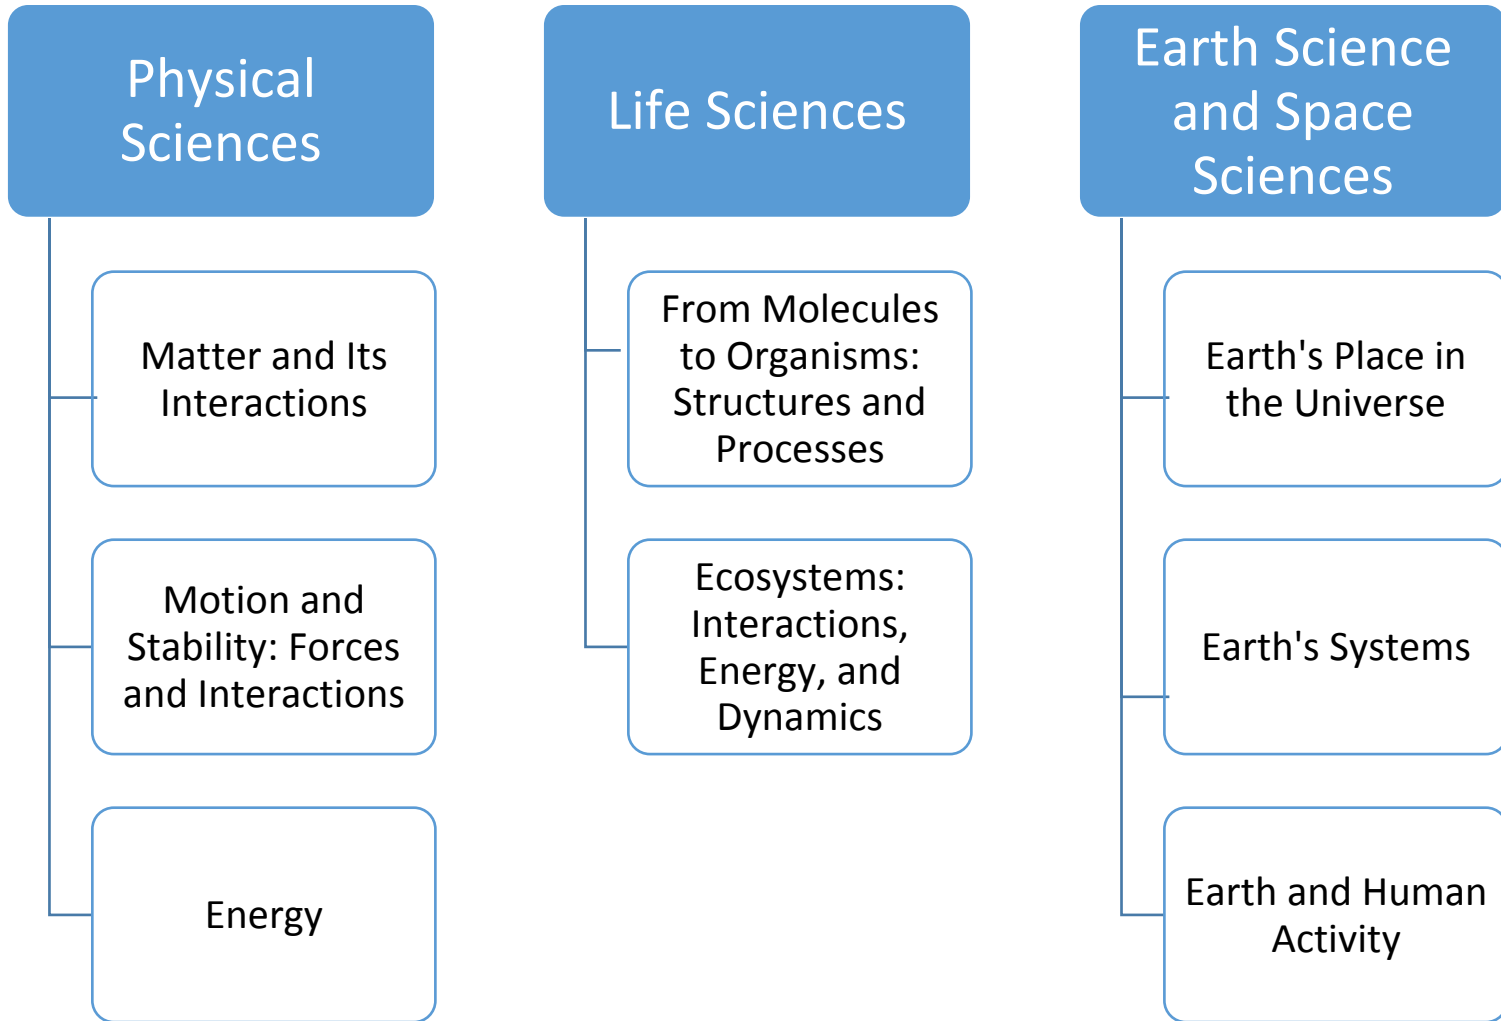 Physical
Sciences
Matter and Its
Interactions
Motion and
Stability: Forces
and Interactions
Energy
Life Sciences
From Molecules
to Organisms:
Structures and
Processes
Ecosystems:
Interactions,
Energy, and
Dynamics
Earth Science
and Space
Sciences
Earth's Place in
the Universe
Earth's Systems
Earth and Human
Activity